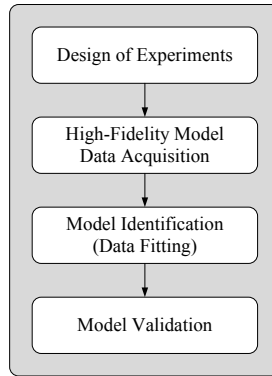 Design of Experiments
High-Fidelity Model
Data Acquisition
Model Identification
(Data Fitting)
Model Validation